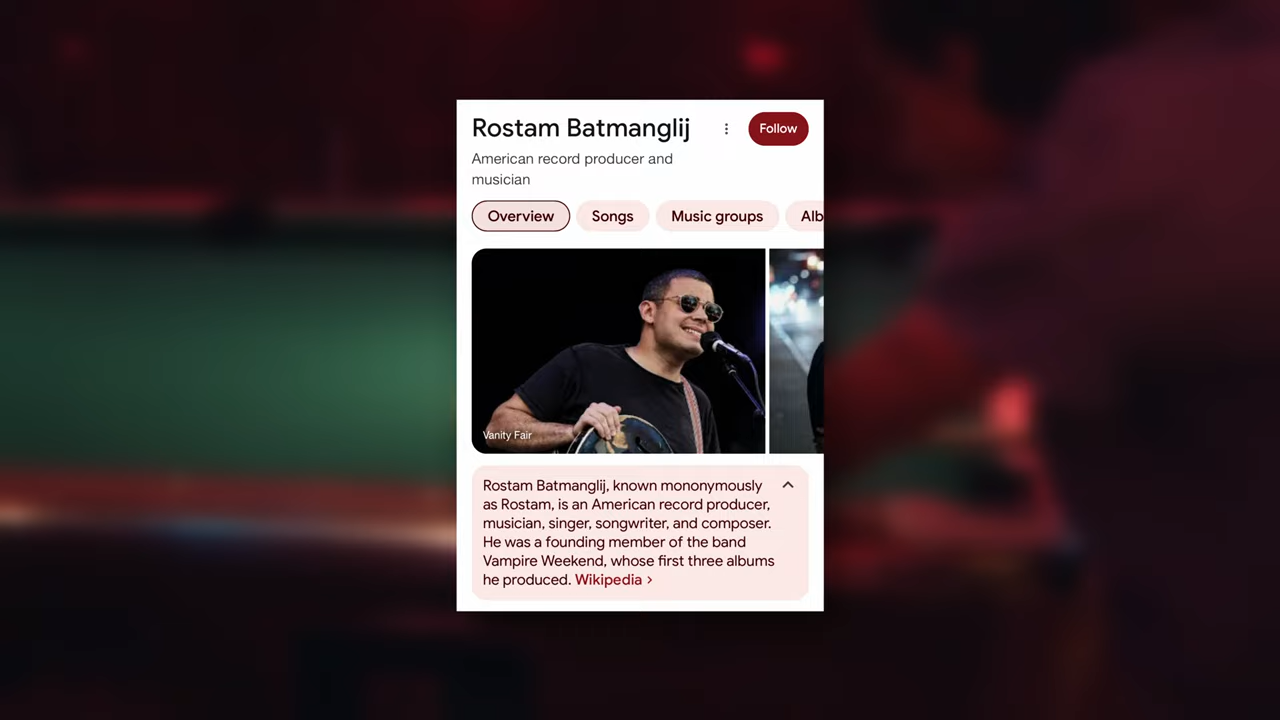 Rostam Batmanglij
Follow
American record producer and
musician
Overview
Songs
Music groups
Alb
Vanity Fair
Rostam Batmanglij, known mononymously
as Rostam, is an American record producer,
musician, singer, songwriter, and composer.
He was a founding member of the band
Vampire Weekend, whose first three albums
he produced. Wikipedia >